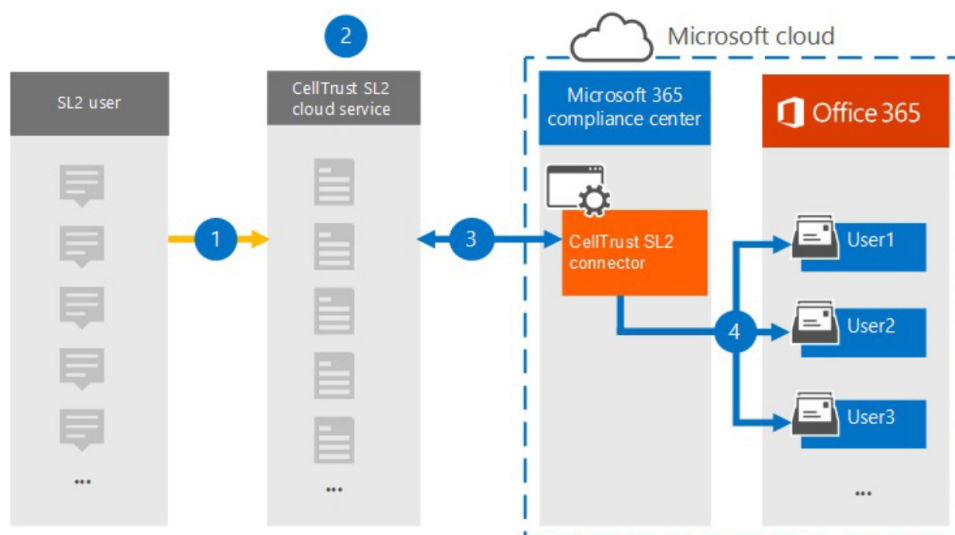 2
Microsoft cloud
SL2 user
CellTrust SL2
cloud service
Microsoft 365
compliance center
Office 365
1
3
CellTrust SL2
connector
4
User1
User2
User3
...
...
...